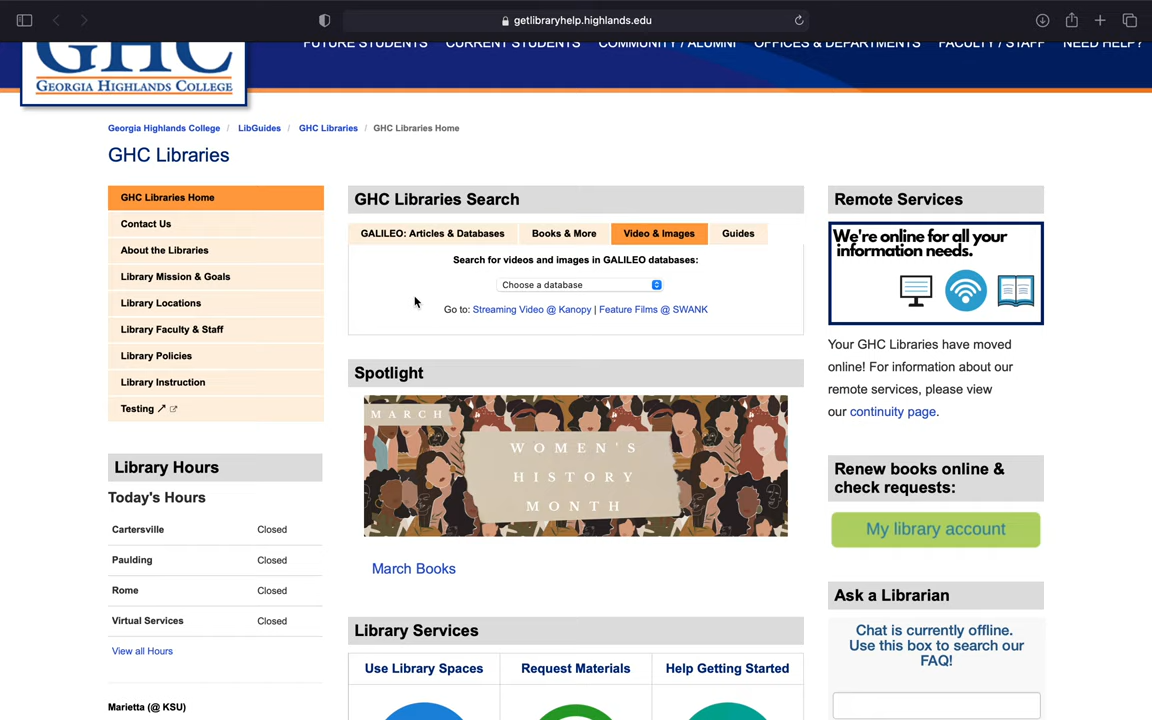 getlibraryhelp.highlands.edu
FUTURE STUDENTS CURRENT STUDENTS COMMUNITY / ALUMNI OFFICES & DEPARTMENTS FACULTY / STAFF NEED HELP?
GHC
GEORGIA HIGHLANDS COLLEGE
Georgia Highlands College / LibGuides / GHC Libraries / GHC Libraries Home
GHC Libraries
GHC Libraries Home
Contact Us
About the Libraries
Library Mission & Goals
Library Locations
Library Faculty & Staff
Library Policies
Library Instruction
Testing ↗
Library Hours
Today's Hours
Cartersville Closed
Paulding Closed
Rome Closed
Virtual Services Closed
View all Hours
Marietta (@ KSU)
GHC Libraries Search
GALILEO: Articles & Databases Books & More Video & Images Guides
Search for videos and images in GALILEO databases:
Choose a database
Go to: Streaming Video @ Kanopy | Feature Films @ SWANK
Spotlight
MARCH
WOMEN'S
HISTORY
MONTH
March Books
Library Services
Use Library Spaces Request Materials Help Getting Started
Remote Services
We're online for all your
information needs.
Your GHC Libraries have moved
online! For information about our
remote services, please view
our continuity page.
Renew books online &
check requests:
My library account
Ask a Librarian
Chat is currently offline.
Use this box to search our
FAQ!